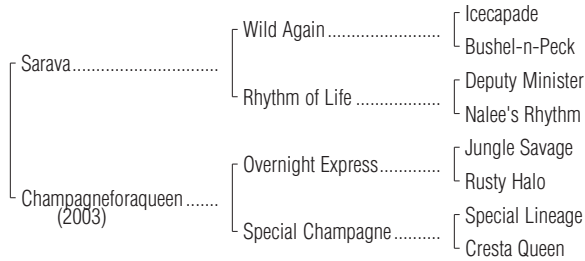 Icecapade
Wild Again
Bushel-n-Peck
Sarava
Deputy Minister
Rhythm of Life
Nalee's Rhythm
Jungle Savage
Overnight Express
Rusty Halo
Champagneforaqueen
(2003)
Special Lineage
Special Champagne
Cresta Queen